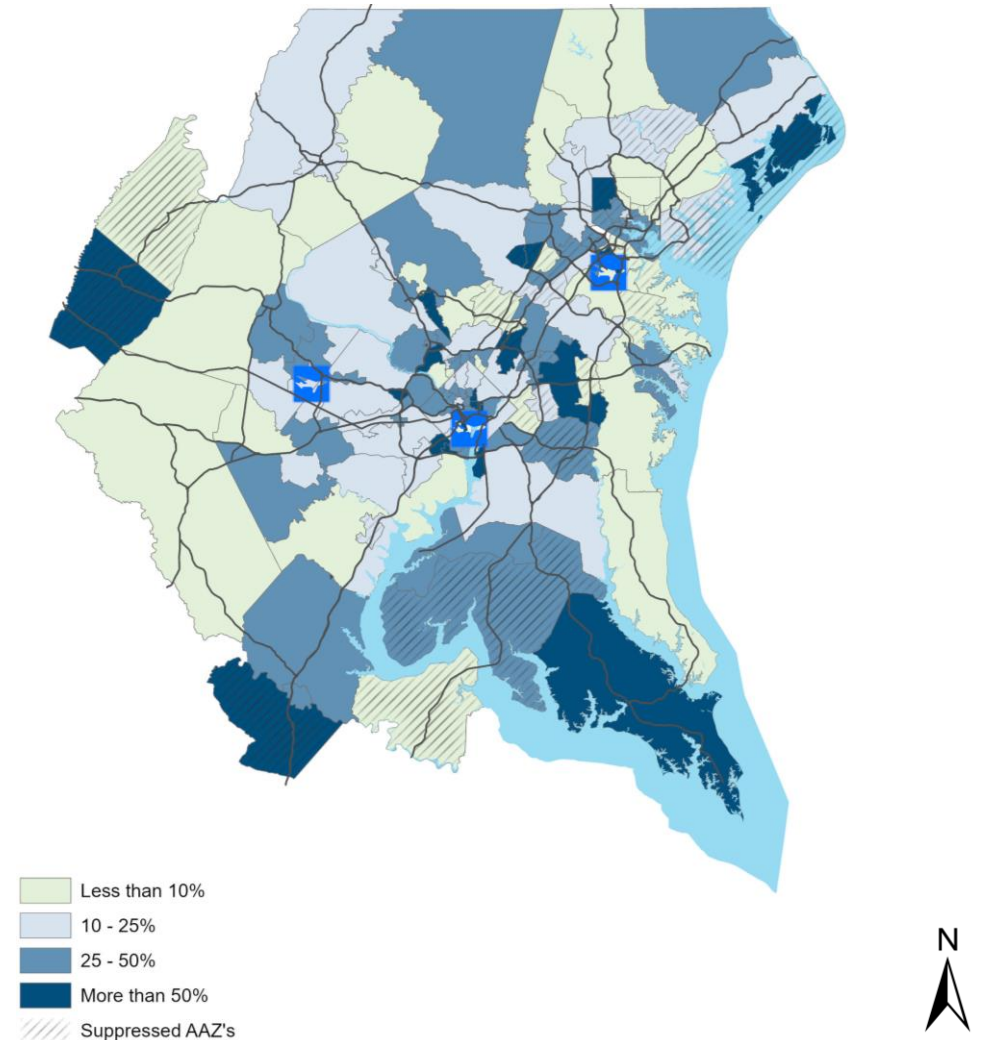 Less than 10%
10 - 25%
25 - 50%
More than 50%
Suppressed AAZ's
N